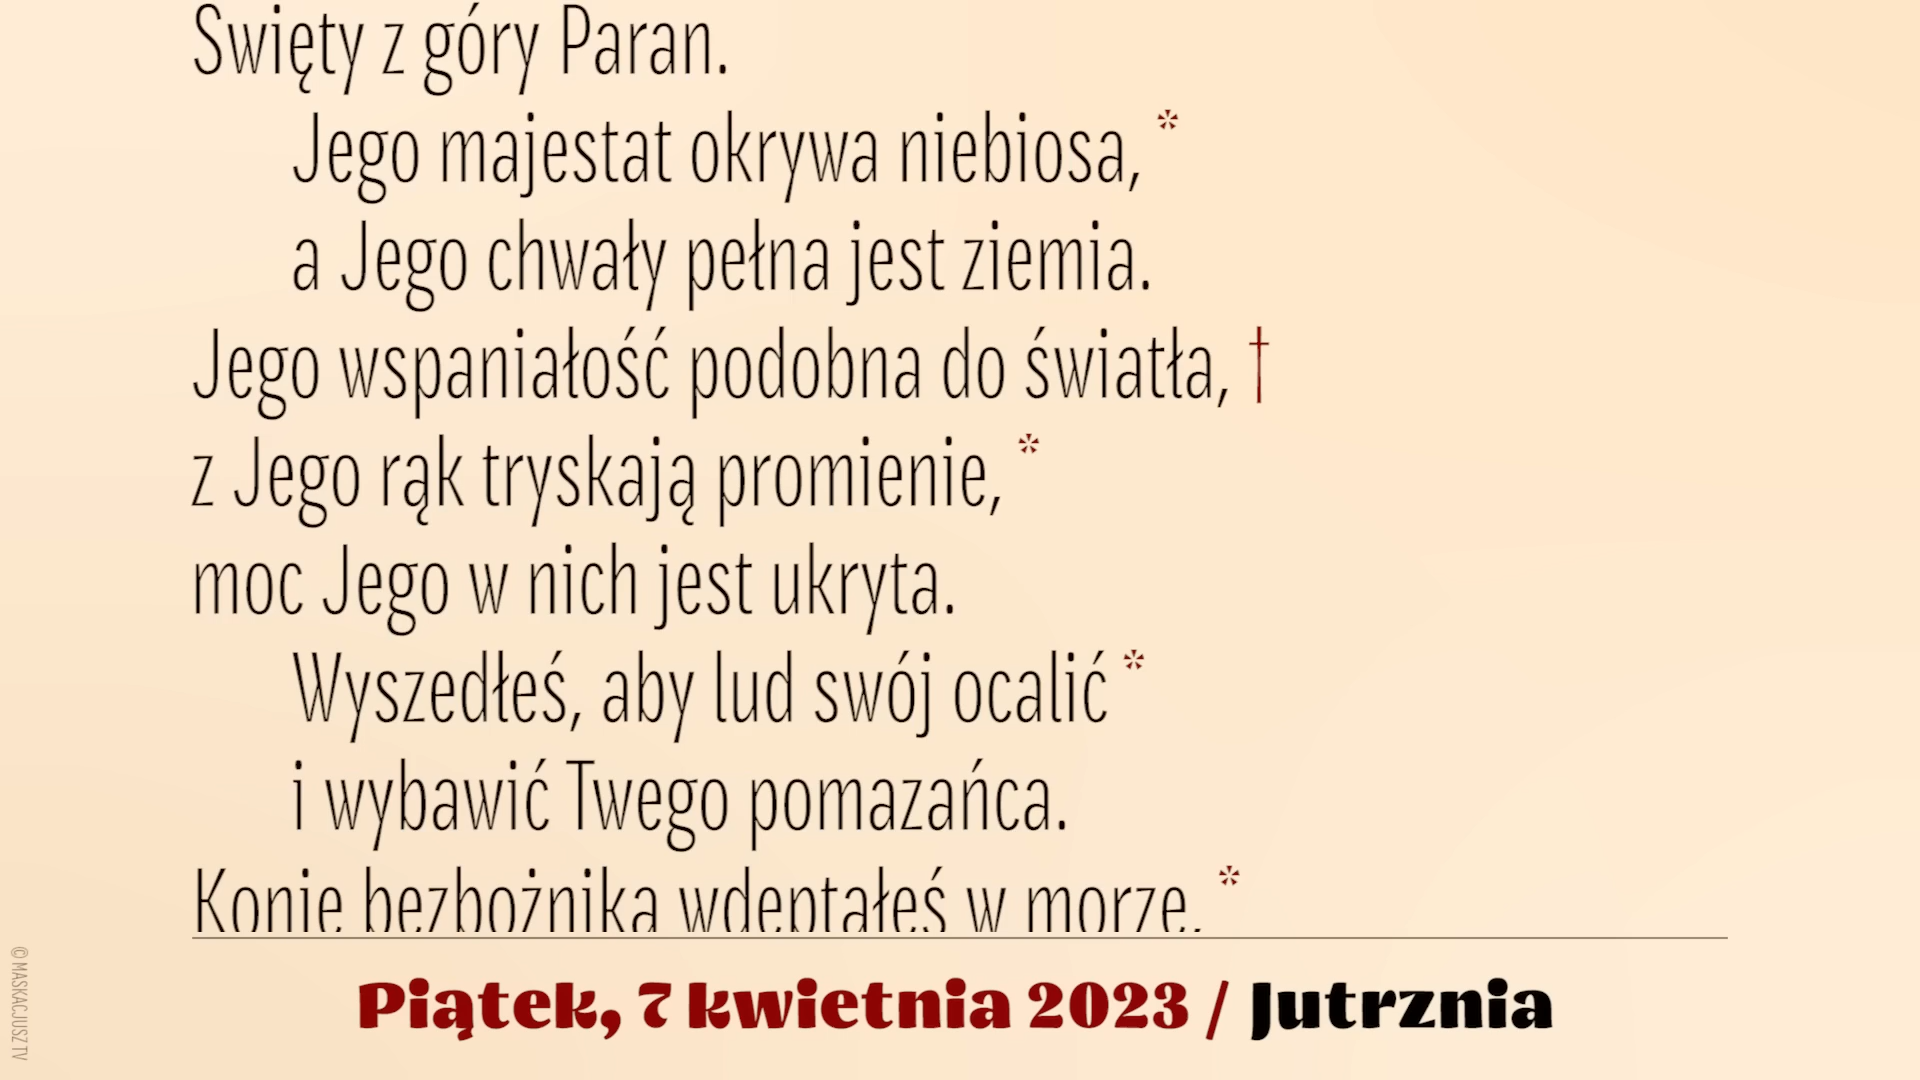 Święty z góry Paran.
Jego majestat okrywa niebiosa, *
a Jego chwały pełna jest ziemia.
Jego wspaniałość podobna do światła, †
z Jego rąk tryskają promienie, *
moc Jego w nich jest ukryta.
Wyszedłeś, aby lud swój ocalić *
i wybawić Twego pomazańca.
Konie bezbożnika wdeptałeś w morze, *
Piątek, 7 kwietnia 2023 / Jutrznia
© MASKACJUSZ TV